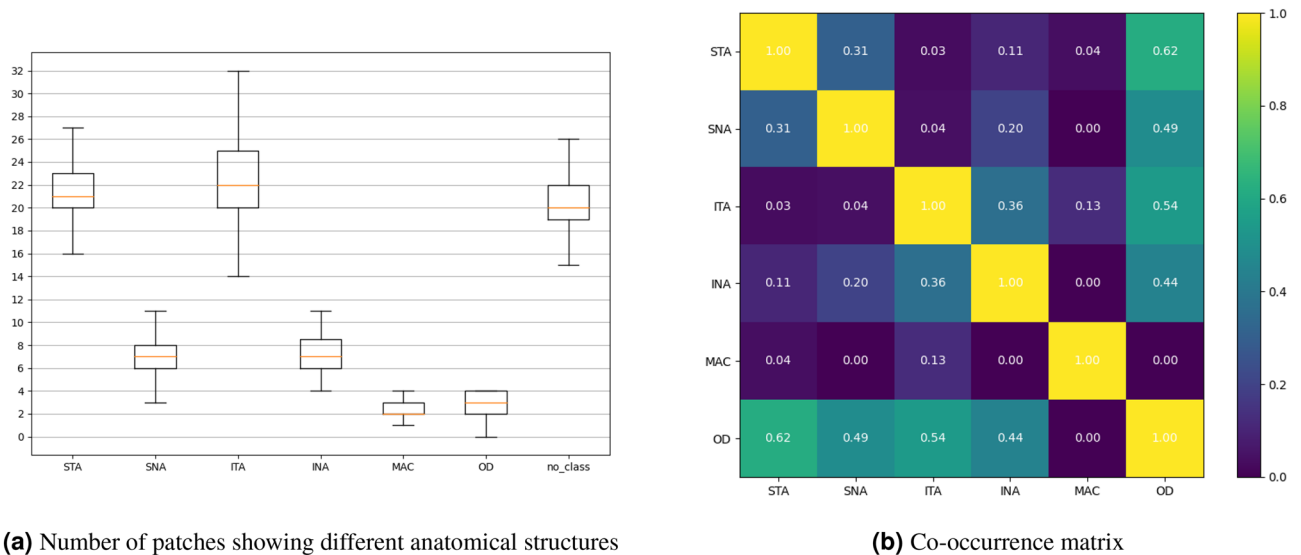 32
30
28
26
24
22
20
18
16
14
12
10
8
6
4
2
0
STA SNA ITA INA MAC OD no_class
(a) Number of patches showing different anatomical structures
STA 1.00 0.31 0.03 0.11 0.04 0.62
SNA 0.31 1.00 0.04 0.20 0.00 0.49
ITA 0.03 0.04 1.00 0.36 0.13 0.54
INA 0.11 0.20 0.36 1.00 0.00 0.44
MAC 0.04 0.00 0.13 0.00 1.00 0.00
OD 0.62 0.49 0.54 0.44 0.00 1.00
STA SNA ITA INA MAC OD
1.0
0.8
0.6
0.4
0.2
0.0
(b) Co-occurrence matrix